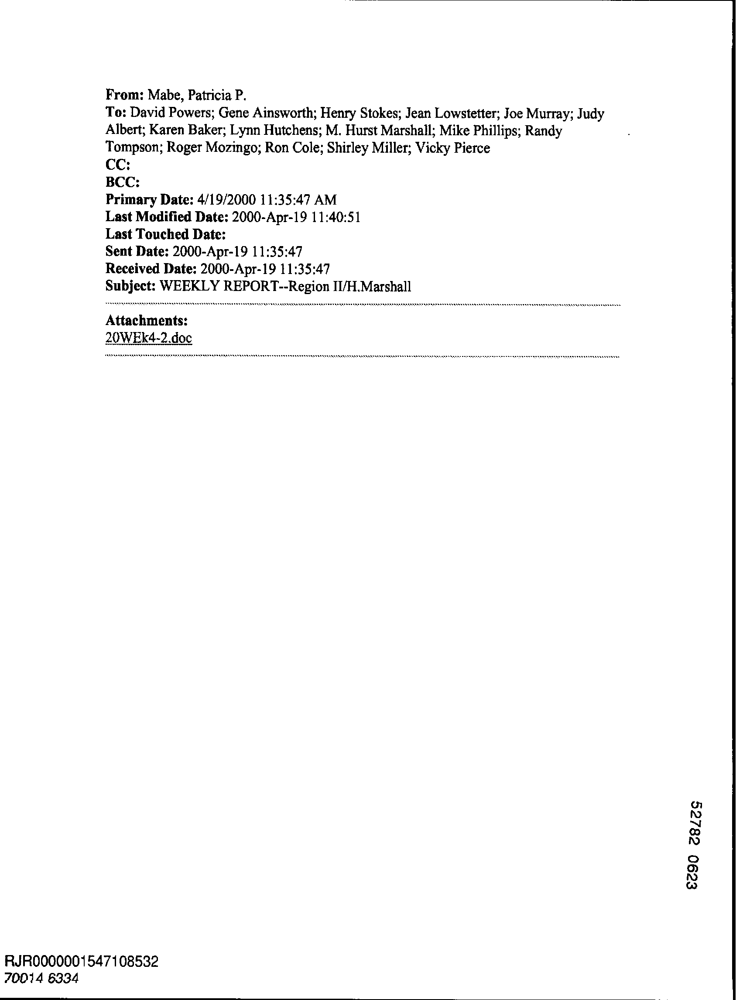 From: Mabe, Patricia P.
To: David Powers; Gene Ainsworth; Henry Stokes; Jean Lowstetter; Joe Murray; Judy
Albert; Karen Baker; Lynn Hutchens; M. Hurst Marshall; Mike Phillips; Randy
Tompson; Roger Mozingo; Ron Cole; Shirley Miller; Vicky Pierce
CC:
BCC:
Primary Date: 4/19/2000 11:35:47 AM
Last Modified Date: 2000-Apr-19 11:40:51
Last Touched Date:
Sent Date: 2000-Apr-19 11:35:47
Received Date: 2000-Apr-19 11:35:47
Subject: WEEKLY REPORT--Region II/H.Marshall
Attachments:
20WEk4-2.doc
52782 0623
RJR0000001547108532
70014 6334